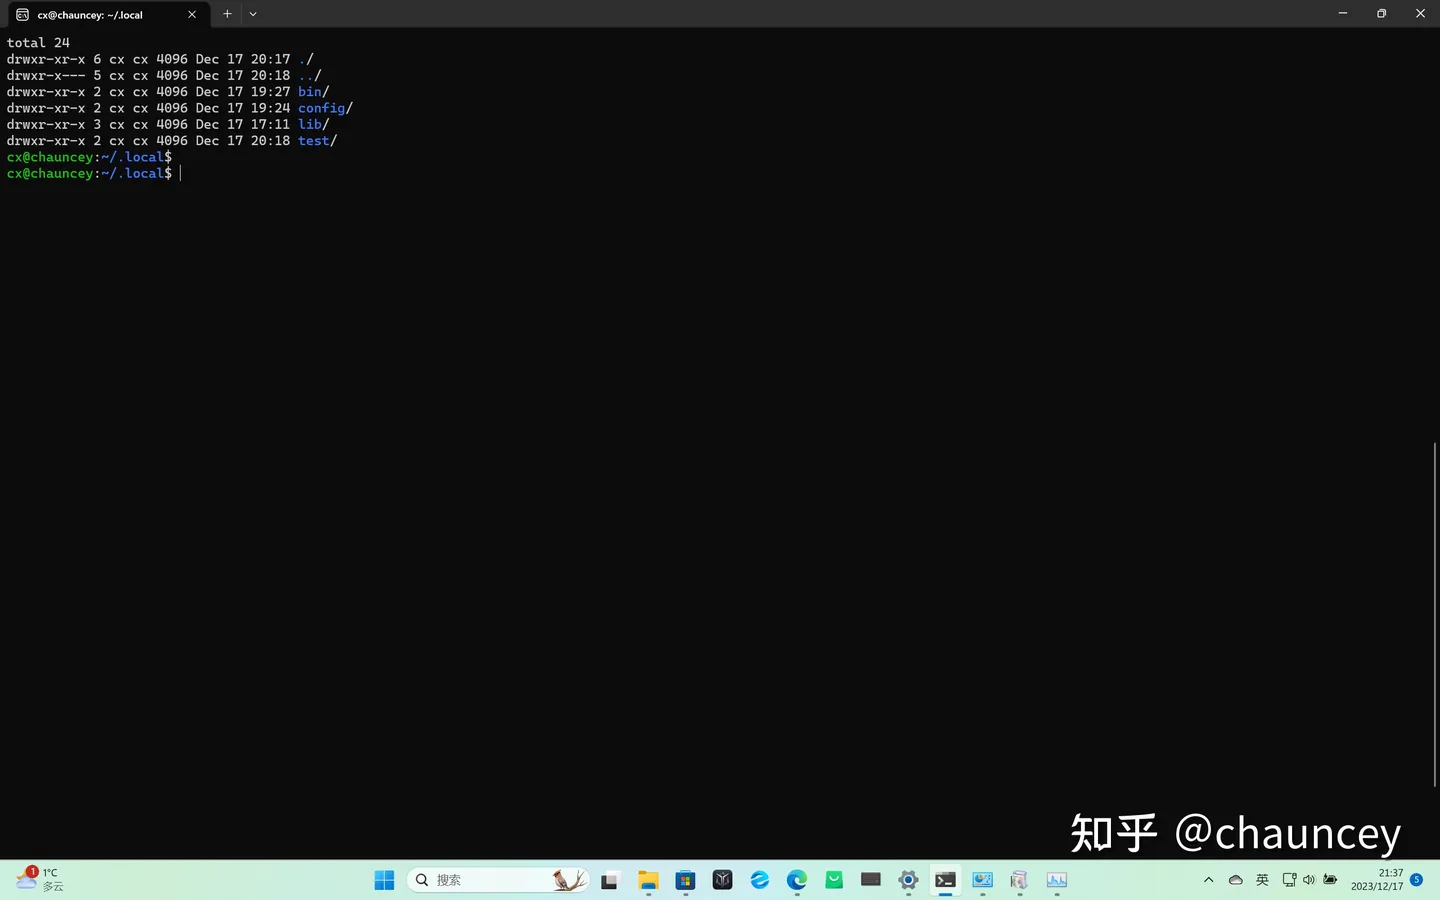 cx@chauncey: ~/.local
total 24
drwxr-xr-x 6 cx cx 4096 Dec 17 20:17 ./
drwxr-x--- 5 cx cx 4096 Dec 17 20:18 ../
drwxr-xr-x 2 cx cx 4096 Dec 17 19:27 bin/
drwxr-xr-x 2 cx cx 4096 Dec 17 19:24 config/
drwxr-xr-x 3 cx cx 4096 Dec 17 17:11 lib/
drwxr-xr-x 2 cx cx 4096 Dec 17 20:18 test/
cx@chauncey:~/.local$
cx@chauncey:~/.local$
知乎 @chauncey
1
1°C
多云
搜索
英
21:37
2023/12/17
5